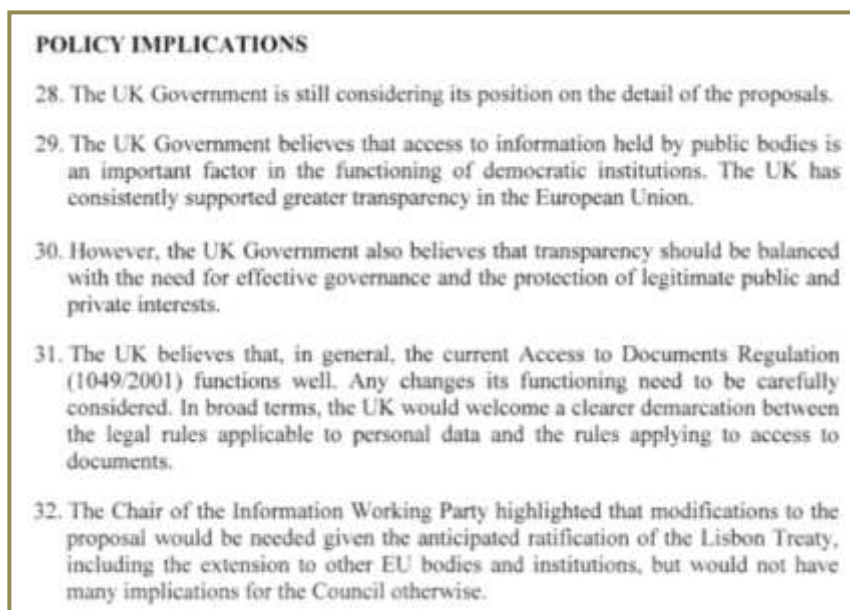 POLICY IMPLICATIONS
28. The UK Government is still considering its position on the detail of the proposals.
29. The UK Government believes that access to information held by public bodies is
an important factor in the functioning of democratic institutions. The UK has
consistently supported greater transparency in the European Union.
30. However, the UK Government also believes that transparency should be balanced
with the need for effective governance and the protection of legitimate public and
private interests.
31. The UK believes that, in general, the current Access to Documents Regulation
(1049/2001) functions well. Any changes its functioning need to be carefully
considered. In broad terms, the UK would welcome a clearer demarcation between
the legal rules applicable to personal data and the rules applying to access to
documents.
32. The Chair of the Information Working Party highlighted that modifications to the
proposal would be needed given the anticipated ratification of the Lisbon Treaty,
including the extension to other EU bodies and institutions, but would not have
many implications for the Council otherwise.